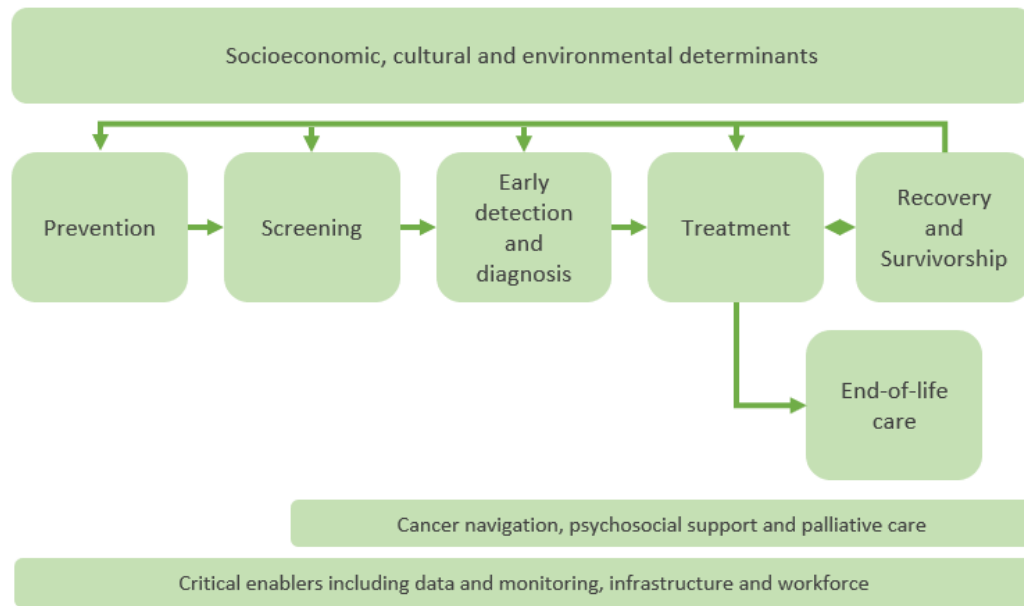 Socioeconomic, cultural and environmental determinants
Prevention
Screening
Early
detection
and
diagnosis
Treatment
Recovery
and
Survivorship
End-of-life
care
Cancer navigation, psychosocial support and palliative care
Critical enablers including data and monitoring, infrastructure and workforce